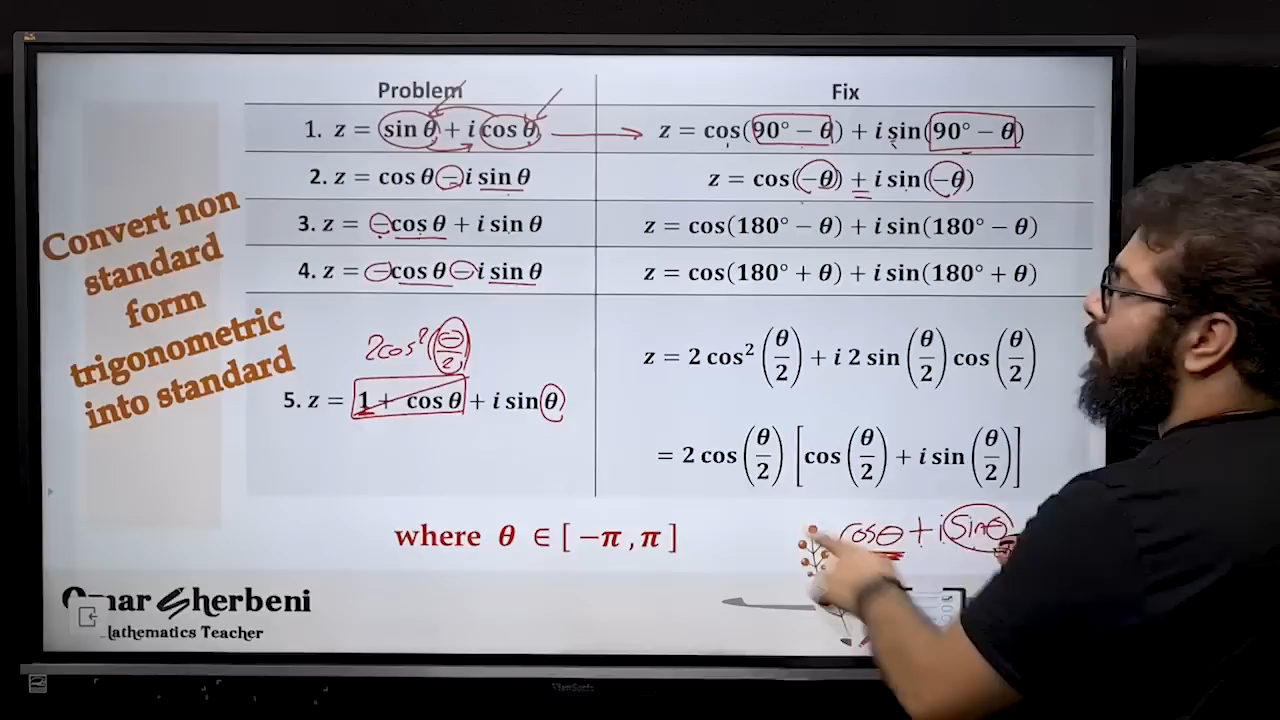 Problem Fix
1. z = sin θ + i cos θ z = cos(90° − θ) + i sin(90° − θ)
2. z = cos θ − i sin θ z = cos(−θ) + i sin(−θ)
3. z = −cos θ + i sin θ z = cos(180° − θ) + i sin(180° − θ)
4. z = −cos θ − i sin θ z = cos(180° + θ) + i sin(180° + θ)
Convert non
standard
form
trigonometric
into standard
2cos²(θ/2)
z = 2 cos² (θ/2) + i 2 sin (θ/2) cos (θ/2)
5. z = 1 + cos θ + i sin θ
= 2 cos (θ/2) [cos (θ/2) + i sin (θ/2)]
where θ ∈ [−π, π]
cosθ + i sinθ
Omar Sherbeni
Mathematics Teacher
ViewSonic